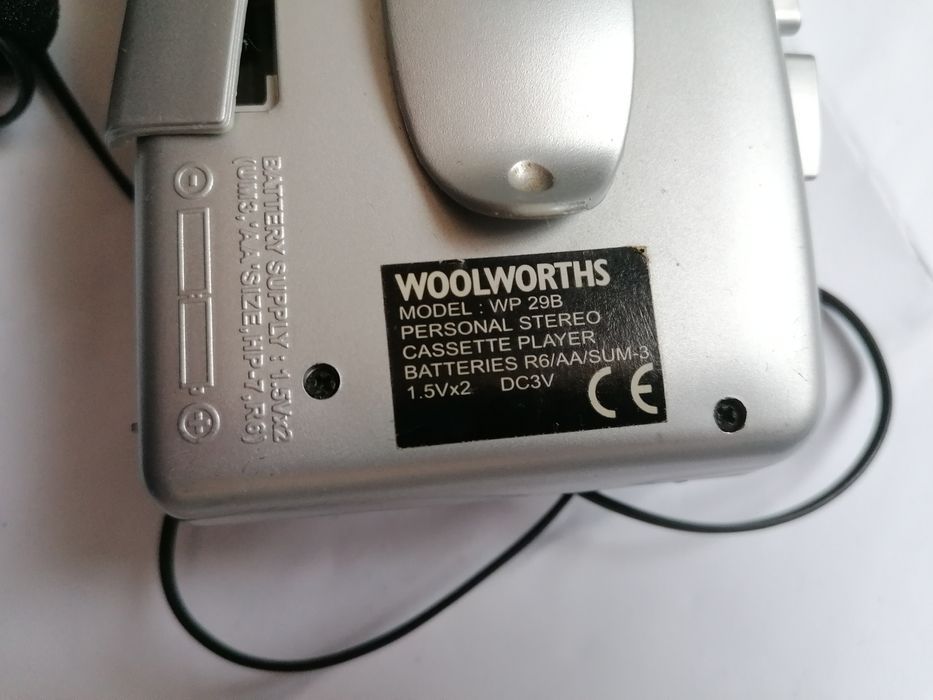 WOOLWORTHS
MODEL : WP 29B
PERSONAL STEREO
CASSETTE PLAYER
BATTERIES R6/AA/SUM-3
1.5Vx2 DC3V
CE
BATTERY SUPPLY : 1.5Vx2
(UM3,'AA'SIZE,HP-7,R6)